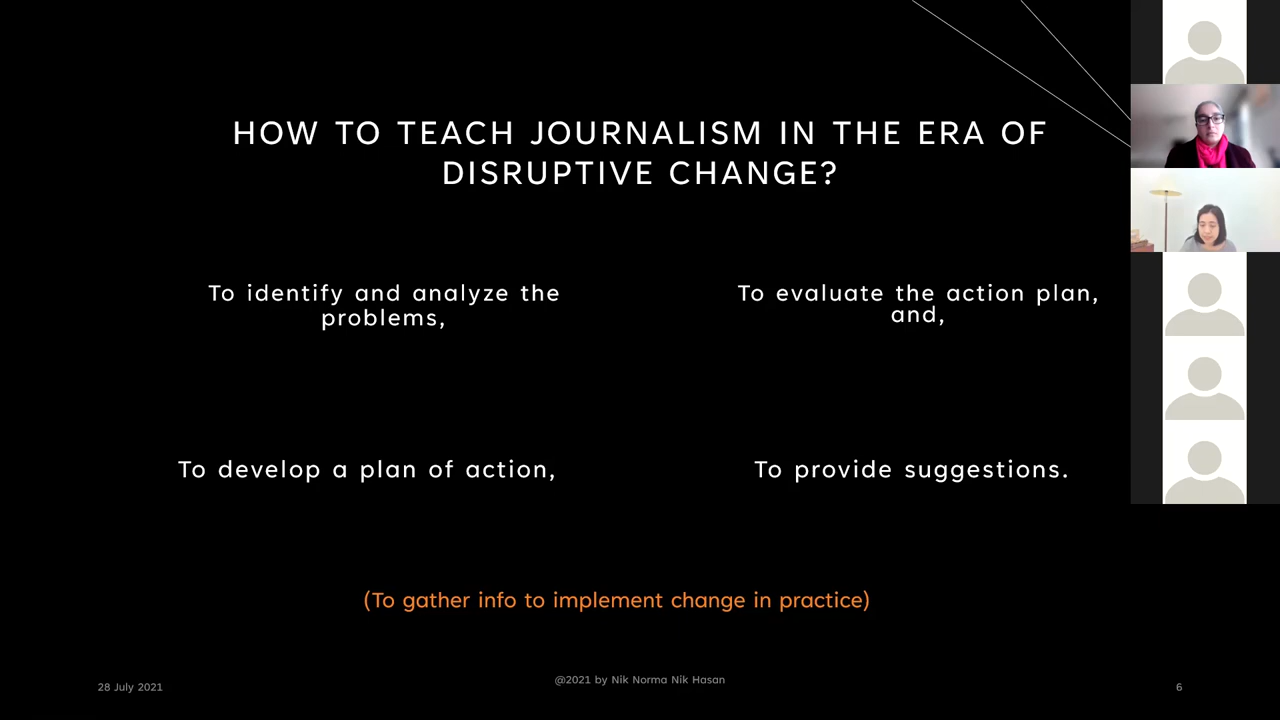 HOW TO TEACH JOURNALISM IN THE ERA OF
DISRUPTIVE CHANGE?
To identify and analyze the
problems,
To develop a plan of action,
To evaluate the action plan,
and,
To provide suggestions.
(To gather info to implement change in practice)
28 July 2021
@2021 by Nik Norma Nik Hasan
6